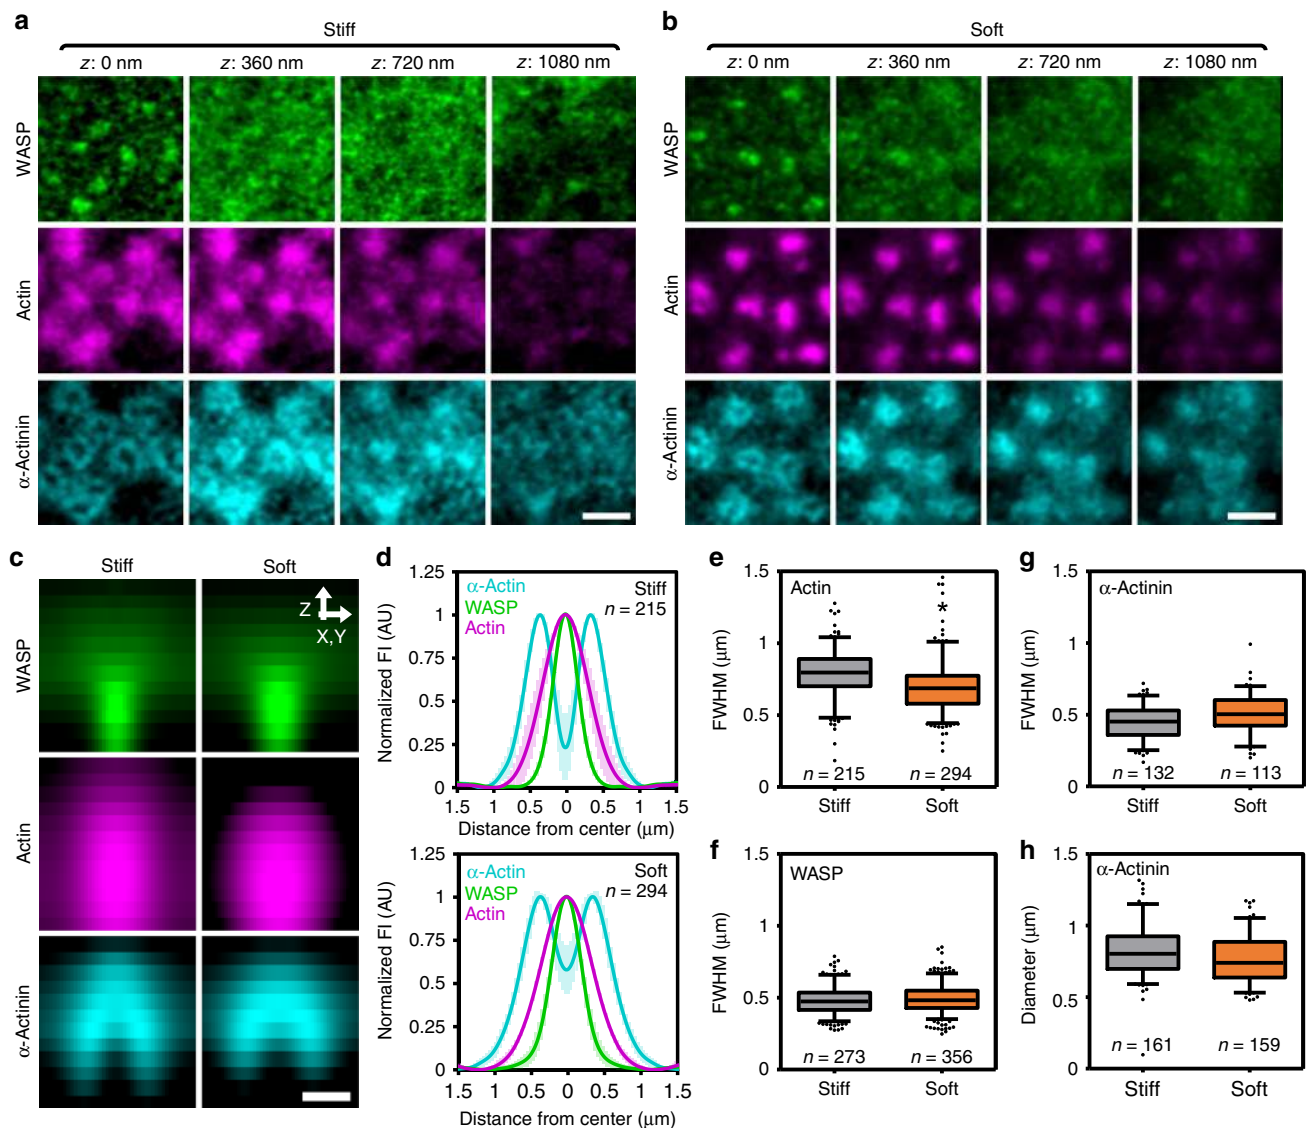 a
Stiff
z: 0 nm
z: 360 nm
z: 720 nm
z: 1080 nm
WASP
Actin
α-Actinin
b
Soft
z: 0 nm
z: 360 nm
z: 720 nm
z: 1080 nm
WASP
Actin
α-Actinin
c
Stiff
Soft
Z
X,Y
WASP
Actin
α-Actinin
d
1.25
1
0.75
0.5
0.25
0
Normalized FI (AU)
α-Actin
WASP
Actin
Stiff
n = 215
1.5 1 0.5 0 0.5 1 1.5
Distance from center (μm)
1.25
1
0.75
0.5
0.25
0
Normalized FI (AU)
α-Actin
WASP
Actin
Soft
n = 294
1.5 1 0.5 0 0.5 1 1.5
Distance from center (μm)
e
1.5
1
0.5
0
FWHM (μm)
Actin
*
n = 215
n = 294
Stiff
Soft
f
1.5
1
0.5
0
FWHM (μm)
WASP
n = 273
n = 356
Stiff
Soft
g
1.5
1
0.5
0
FWHM (μm)
α-Actinin
n = 132
n = 113
Stiff
Soft
h
1.5
1
0.5
0
Diameter (μm)
α-Actinin
n = 161
n = 159
Stiff
Soft